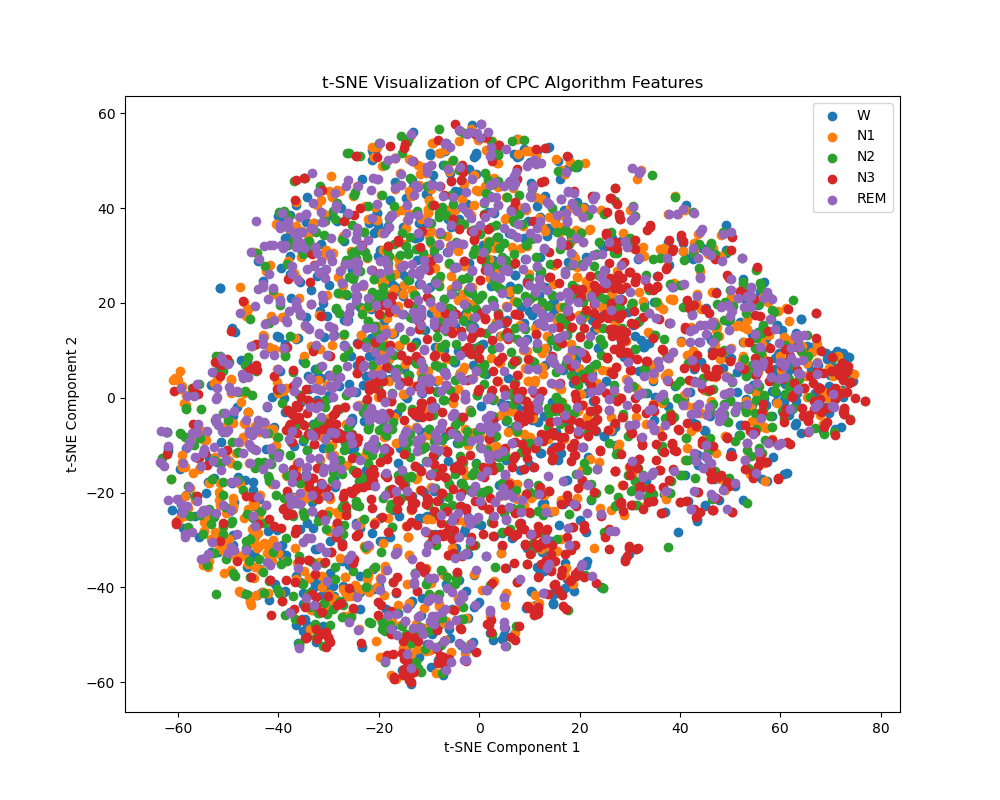 t-SNE Visualization of CPC Algorithm Features
W
N1
N2
N3
REM
60
40
20
0
−20
−40
−60
t-SNE Component 2
−60 −40 −20 0 20 40 60 80
t-SNE Component 1